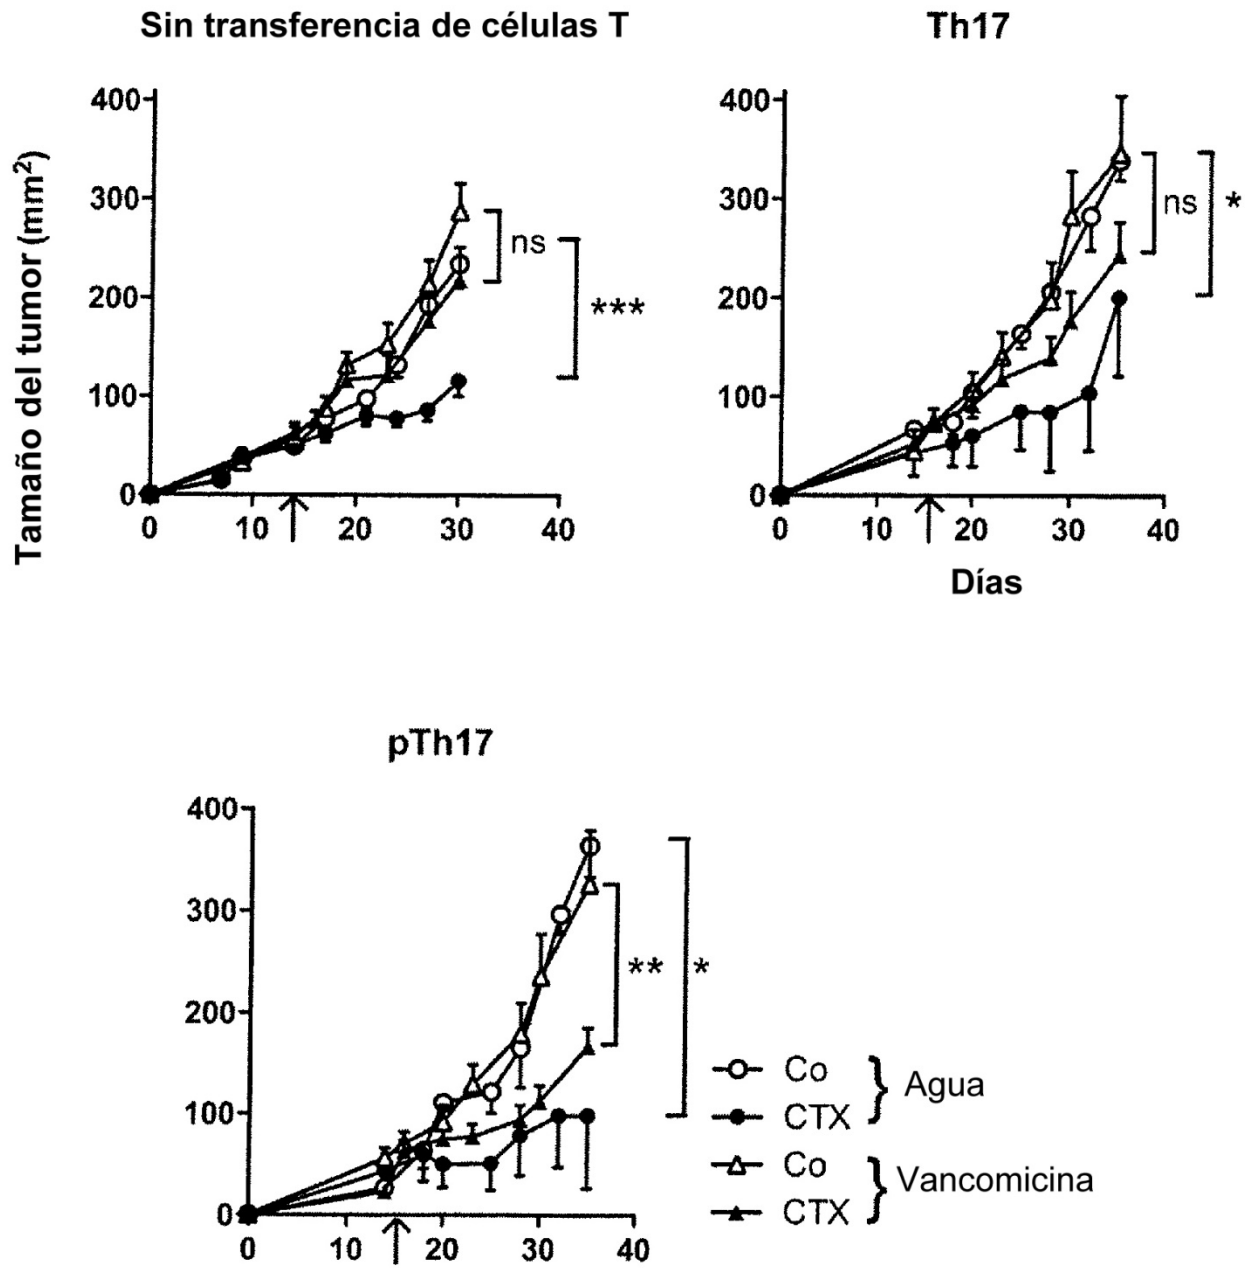 Sin transferencia de células T
Tamaño del tumor (mm²)
400
300
200
100
0
0 10 20 30 40
ns
***
Th17
400
300
200
100
0
0 10 20 30 40
ns
*
Días
pTh17
400
300
200
100
0
0 10 20 30 40
**
*
Co
CTX
} Agua
Co
CTX
} Vancomicina